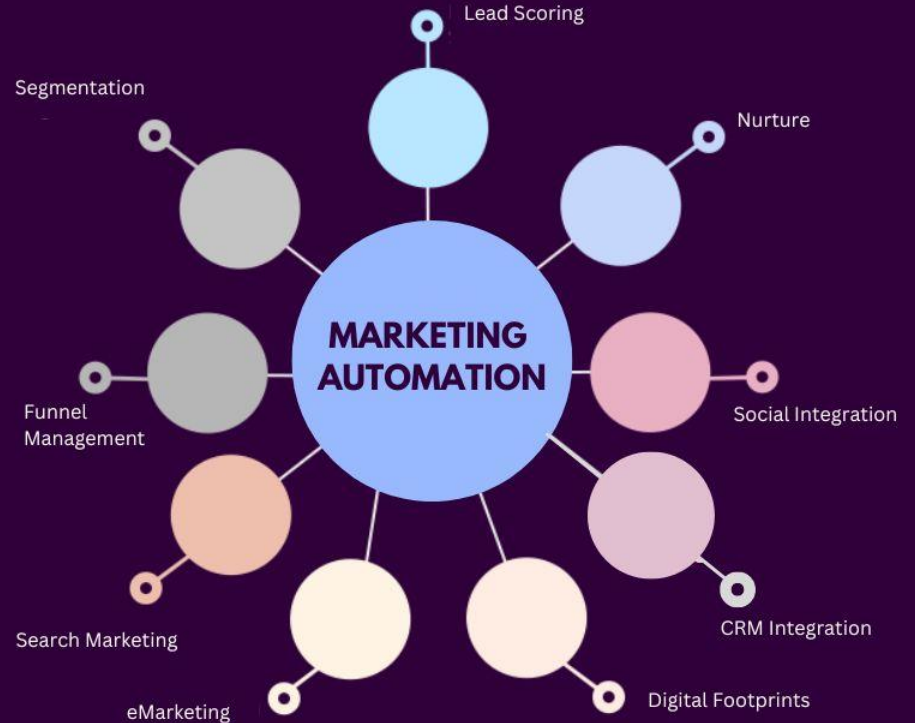 Lead Scoring
Segmentation
Nurture
MARKETING
AUTOMATION
Funnel
Management
Social Integration
Search Marketing
CRM Integration
eMarketing
Digital Footprints